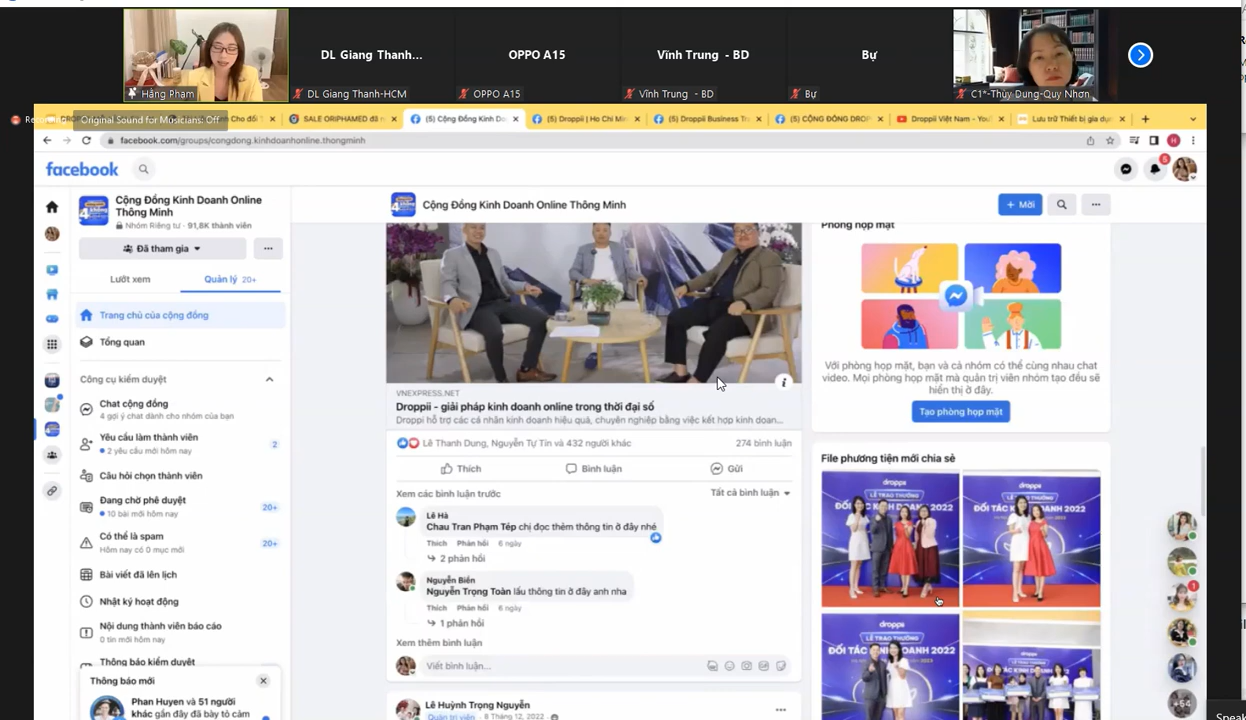 DL Giang Thanh...
OPPO A15
Vĩnh Trung - BD
Bự
Hằng Phạm
DL Giang Thanh-HCM
OPPO A15
Vĩnh Trung - BD
Bự
C1*-Thùy Dung-Quy Nhơn
Original Sound for Musicians: Off
Cho đối T
SALE ORIPHAMED đã n
(5) Cộng Đồng Kinh Do
(5) Droppii | Ho Chi Mi
(5) Droppii Business Tr
(5) CỘNG ĐỒNG DROP
Droppii Việt Nam - You
Lưu trữ Thiết bị gia dụ
facebook.com/groups/congdong.kinhdoanhonline.thongminh
H
facebook
5
Cộng Đồng Kinh Doanh Online
Thông Minh
Nhóm Riêng tư · 91,8K thành viên
Đã tham gia
Lướt xem
Quản lý 20+
Trang chủ của cộng đồng
Tổng quan
Công cụ kiểm duyệt
Chat cộng đồng
4 gợi ý chat dành cho nhóm của bạn
Yêu cầu làm thành viên
2 yêu cầu mới hôm nay
2
Câu hỏi chọn thành viên
Đang chờ phê duyệt
10 bài mới hôm nay
20+
Có thể là spam
Hôm nay có 0 mục mới
20+
Bài viết đã lên lịch
Nhật ký hoạt động
Nội dung thành viên báo cáo
0 tin mới hôm nay
Thông báo kiểm duyệt
Thông báo mới
Phan Huyen và 51 người
khác gần đây đã bày tỏ cảm
Cộng Đồng Kinh Doanh Online Thông Minh
+ Mới
VNEXPRESS.NET
Droppii - giải pháp kinh doanh online trong thời đại số
Droppi hỗ trợ các cá nhân kinh doanh hiệu quả, chuyên nghiệp bằng việc kết hợp kinh doan...
Lê Thanh Dung, Nguyễn Tự Tin và 432 người khác
274 bình luận
Thích
Bình luận
Gửi
Xem các bình luận trước
Tất cả bình luận
Lê Hà
Chau Tran Phạm Tép chị đọc thêm thông tin ở đây nhé
Thích Phản hồi 6 ngày
2 phản hồi
Nguyễn Biển
Nguyễn Trọng Toàn lấu thông tin ở đây anh nha
Thích Phản hồi 6 ngày
1 phản hồi
Xem thêm bình luận
Viết bình luận...
Lê Huỳnh Trọng Nguyễn
Quản trị viên · 8 Tháng 12, 2022
Phòng họp mặt
Với phòng họp mặt, bạn và cả nhóm có thể cùng nhau chat
video. Mọi phòng họp mặt mà quản trị viên nhóm tạo đều sẽ
hiển thị ở đây.
Tạo phòng họp mặt
File phương tiện mới chia sẻ
droppii
LỄ TRAO THƯỞNG
ĐỐI TÁC K DOANH 2022
droppii
LỄ TRAO THƯỞNG
ĐỐI TÁC K DOANH 2022
droppii
LỄ TRAO THƯỞNG
1
+54
Speak